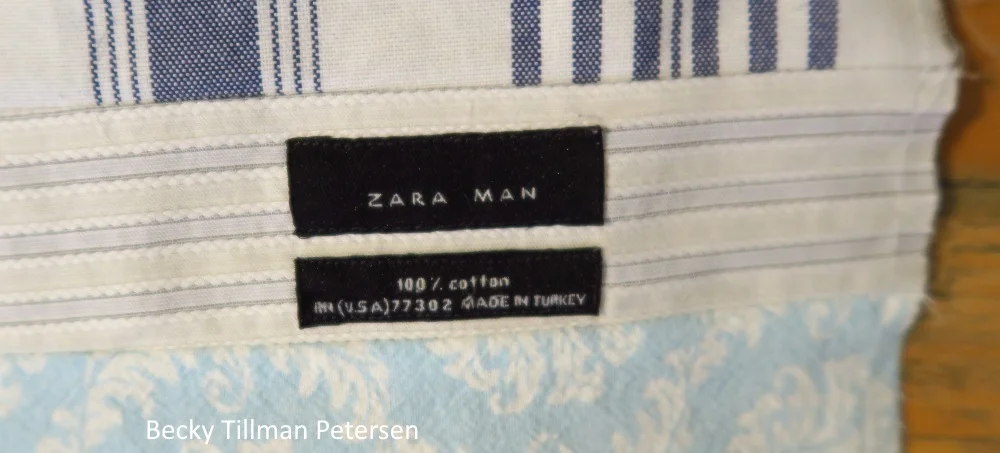 ZARA MAN
100% cotton
RN(U.S.A)77302 MADE IN TURKEY
Becky Tillman Petersen